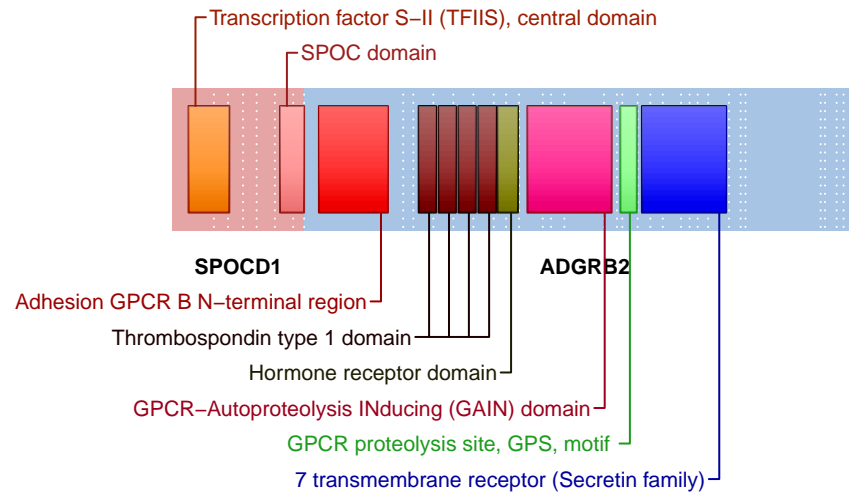 Transcription factor S−II (TFIIS), central domain
SPOC domain
SPOCD1
ADGRB2
Adhesion GPCR B N−terminal region
Thrombospondin type 1 domain
Hormone receptor domain
GPCR−Autoproteolysis INducing (GAIN) domain
GPCR proteolysis site, GPS, motif
7 transmembrane receptor (Secretin family)